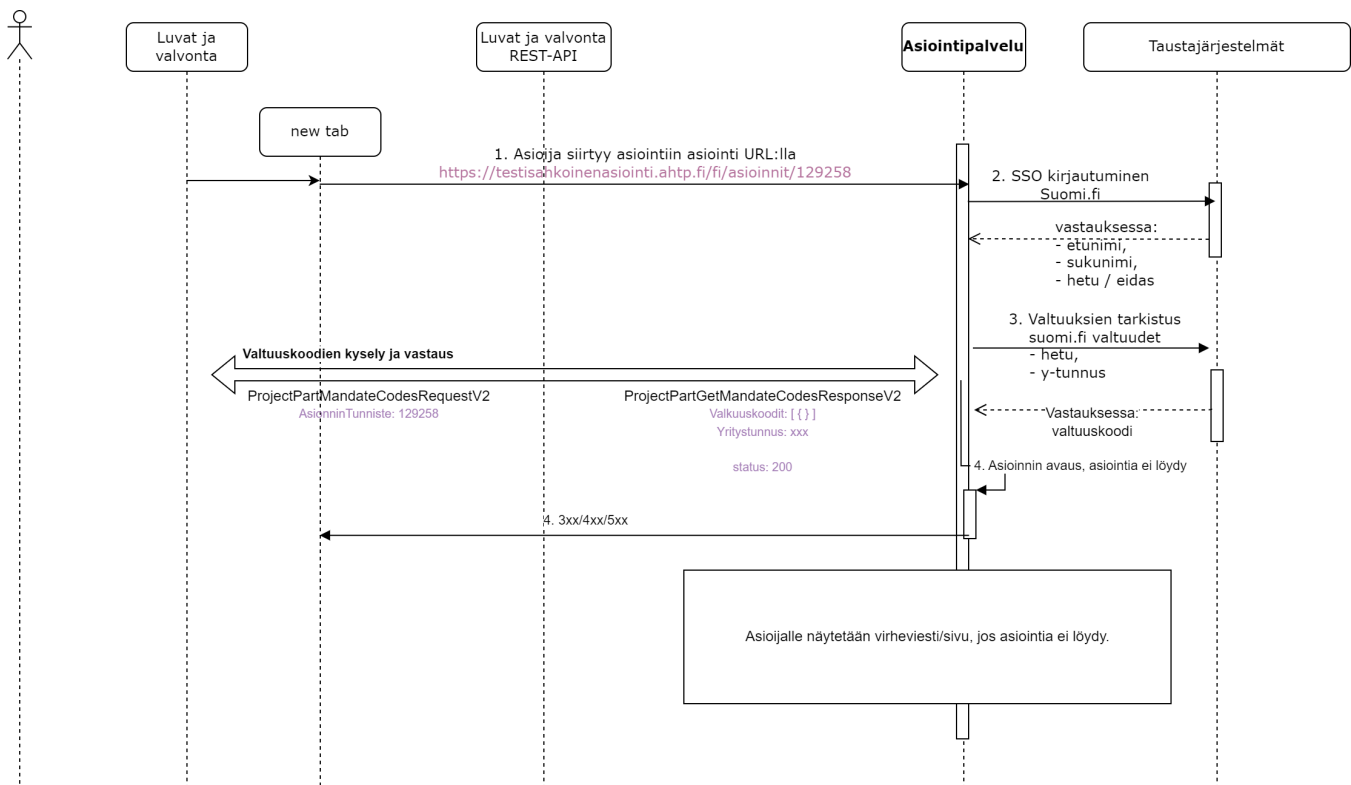 Luvat ja
valvonta
Luvat ja valvonta
REST-API
Asiointipalvelu
Taustajärjestelmät
new tab
1. Asioija siirtyy asiointiin asiointi URL:lla
https://testisahkoinenasiointi.ahtp.fi/fi/asioinnit/129258
2. SSO kirjautuminen
Suomi.fi
vastauksessa:
- etunimi,
- sukunimi,
- hetu / eidas
3. Valtuuksien tarkistus
suomi.fi valtuudet
- hetu,
- y-tunnus
Valtuuskoodien kysely ja vastaus
ProjectPartMandateCodesRequestV2
AsionninTunniste: 129258
ProjectPartGetMandateCodesResponseV2
Valkuuskoodit: [ { } ]
Yritystunnus: xxx
status: 200
Vastauksessa:
valtuuskoodi
4. Asioinnin avaus, asiointia ei löydy
4. 3xx/4xx/5xx
Asioijalle näytetään virheviesti/sivu, jos asiointia ei löydy.